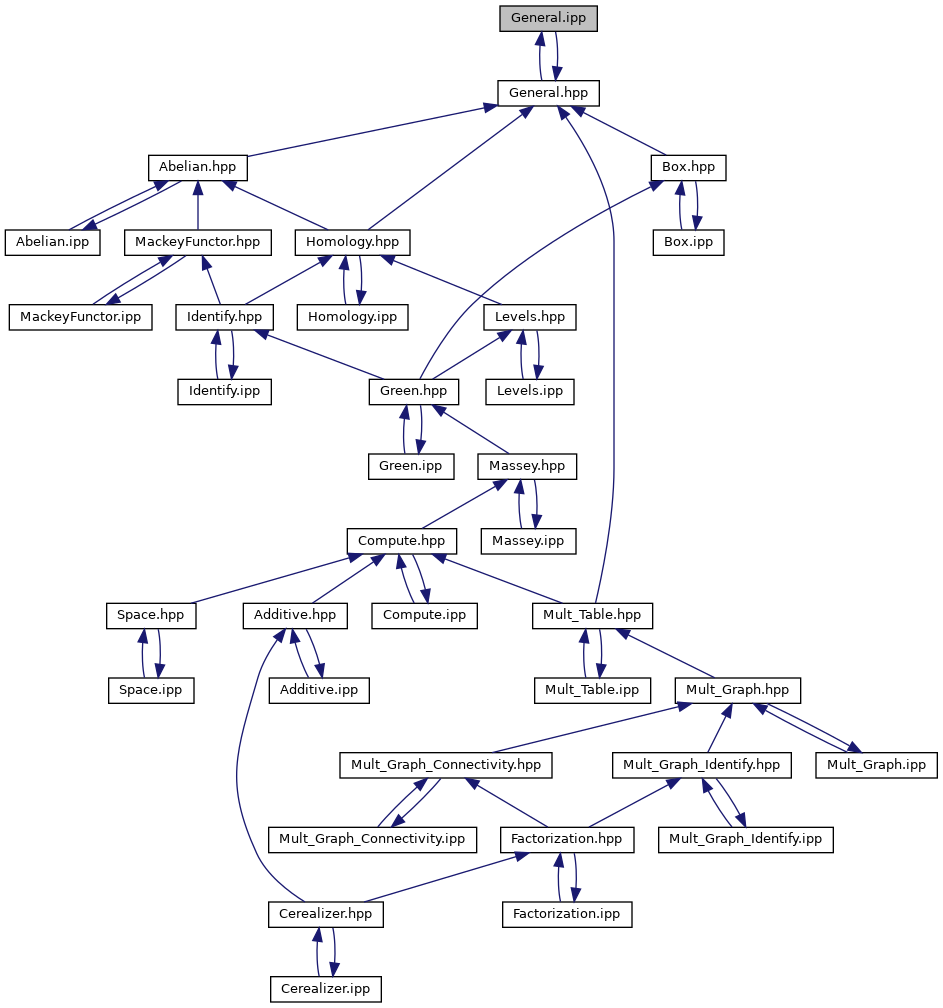 General.ipp
General.hpp
Abelian.hpp
Box.hpp
Abelian.ipp
MackeyFunctor.hpp
Homology.hpp
Box.ipp
MackeyFunctor.ipp
Identify.hpp
Homology.ipp
Levels.hpp
Identify.ipp
Green.hpp
Levels.ipp
Green.ipp
Massey.hpp
Compute.hpp
Massey.ipp
Space.hpp
Additive.hpp
Compute.ipp
Mult_Table.hpp
Space.ipp
Additive.ipp
Mult_Table.ipp
Mult_Graph.hpp
Mult_Graph_Connectivity.hpp
Mult_Graph_Identify.hpp
Mult_Graph.ipp
Mult_Graph_Connectivity.ipp
Factorization.hpp
Mult_Graph_Identify.ipp
Cerealizer.hpp
Factorization.ipp
Cerealizer.ipp